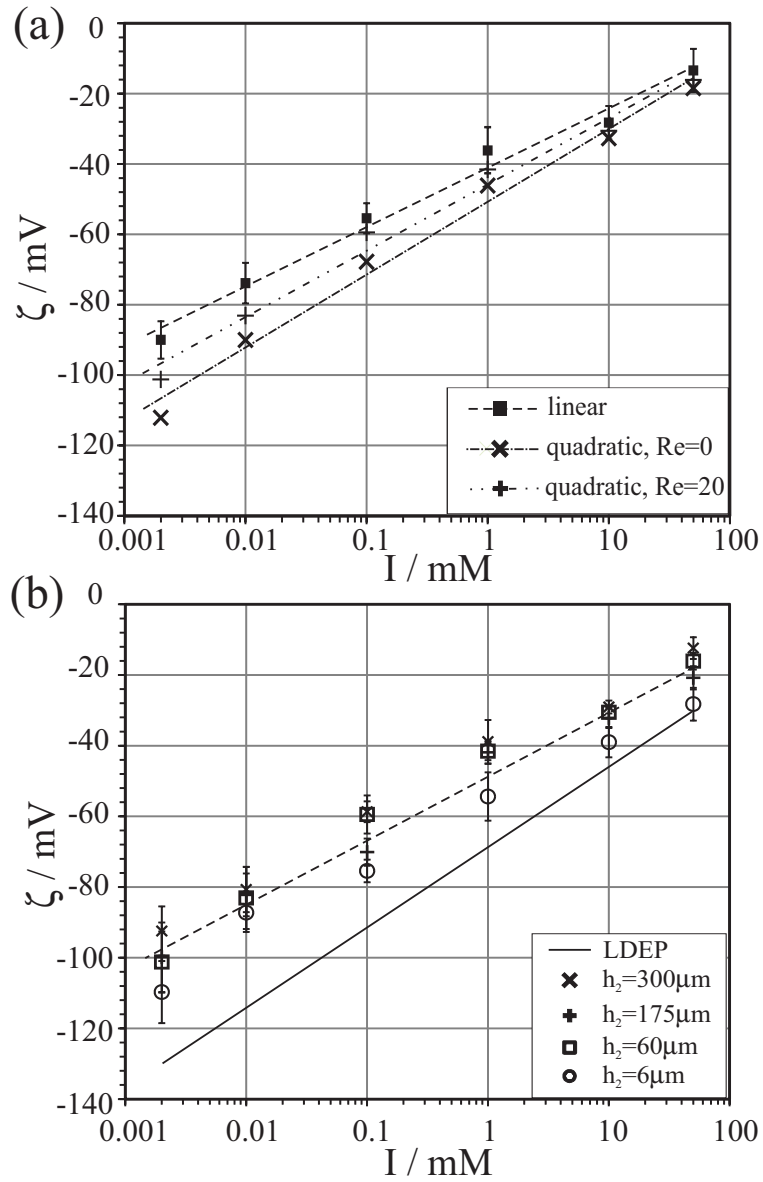 (a)
0
-20
-40
-60
-80
-100
-120
-140
ζ / mV
0.001 0.01 0.1 1 10 100
I / mM
linear
quadratic, Re=0
quadratic, Re=20
(b)
0
-20
-40
-60
-80
-100
-120
-140
ζ / mV
0.001 0.01 0.1 1 10 100
I / mM
LDEP
h₂=300μm
h₂=175μm
h₂=60μm
h₂=6μm